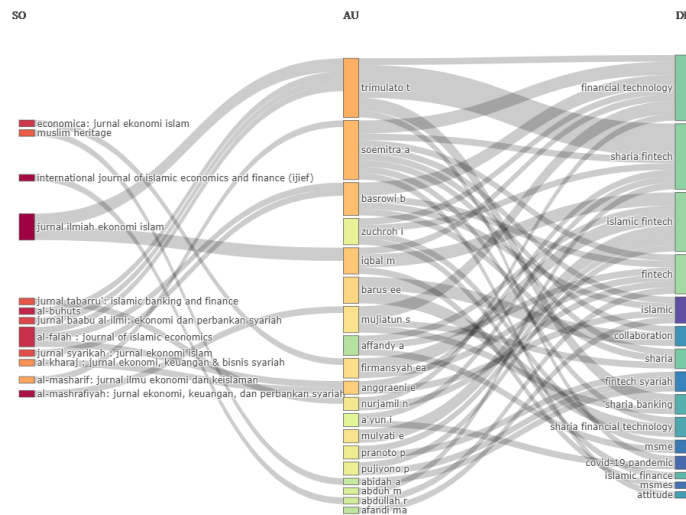 SO
AU
DE
economica: jurnal ekonomi islam
muslim heritage
international journal of islamic economics and finance (ijief)
jurnal ilmiah ekonomi islam
jurnal tabarru': islamic banking and finance
al-buhuts
jurnal baabu al-ilmi: ekonomi dan perbankan syariah
al-falah : journal of islamic economics
jurnal syarikah : jurnal ekonomi islam
al-kharaj : jurnal ekonomi, keuangan & bisnis syariah
al-masharif: jurnal ilmu ekonomi dan keislaman
al-mashrafiyah: jurnal ekonomi, keuangan, dan perbankan syariah
trimulato t
soemitra a
basrowi b
zuchroh i
iqbal m
barus ee
mujiatun s
affandy a
firmansyah ea
anggraeni e
nurjamil n
a'yun i
mulyati e
pranoto p
pujiyono p
abidah a
abduh m
abdullah r
afandi ma
financial technology
sharia fintech
islamic fintech
fintech
islamic
collaboration
sharia
fintech syariah
sharia banking
sharia financial technology
msme
covid-19 pandemic
islamic finance
msmes
attitude